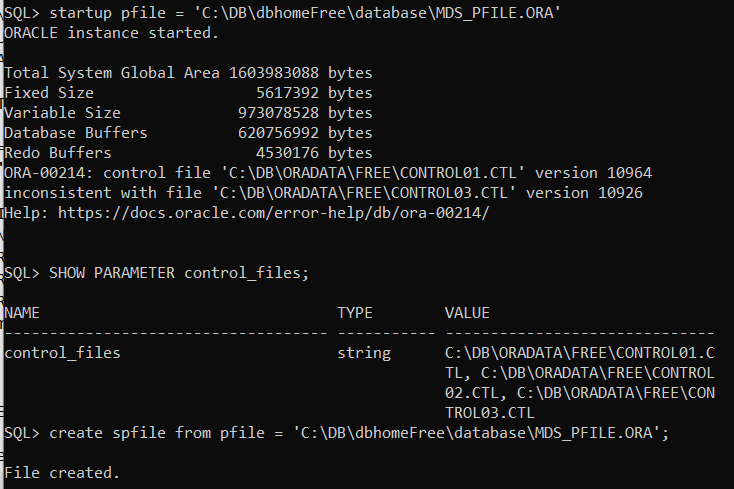 SQL> startup pfile = 'C:\DB\dbhomeFree\database\MDS_PFILE.ORA'
ORACLE instance started.

Total System Global Area 1603983088 bytes
Fixed Size                  5617392 bytes
Variable Size             973078528 bytes
Database Buffers          620756992 bytes
Redo Buffers                4530176 bytes
ORA-00214: control file 'C:\DB\ORADATA\FREE\CONTROL01.CTL' version 10964
inconsistent with file 'C:\DB\ORADATA\FREE\CONTROL03.CTL' version 10926
Help: https://docs.oracle.com/error-help/db/ora-00214/

SQL> SHOW PARAMETER control_files;

NAME                                 TYPE        VALUE
------------------------------------ ----------- ------------------------------
control_files                        string      C:\DB\ORADATA\FREE\CONTROL01.C
                                                 TL, C:\DB\ORADATA\FREE\CONTROL
                                                 02.CTL, C:\DB\ORADATA\FREE\CON
                                                 TROL03.CTL
SQL> create spfile from pfile = 'C:\DB\dbhomeFree\database\MDS_PFILE.ORA';

File created.